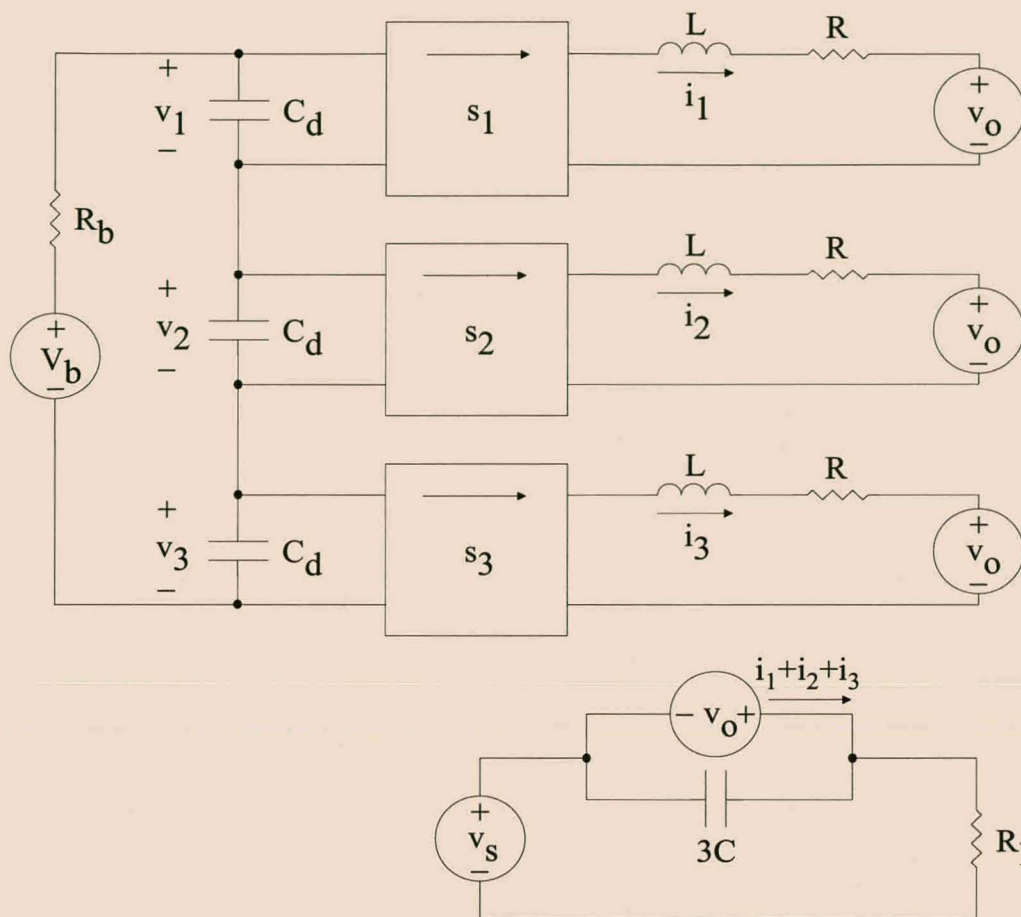 L R
+ v1 − Cd s1 i1 + vo −
Rb
L R
+ v2 − Cd s2 i2 + vo −
+ Vb −
L R
+ v3 − Cd s3 i3 + vo −
i1+i2+i3
− vo +
+ vs −
3C